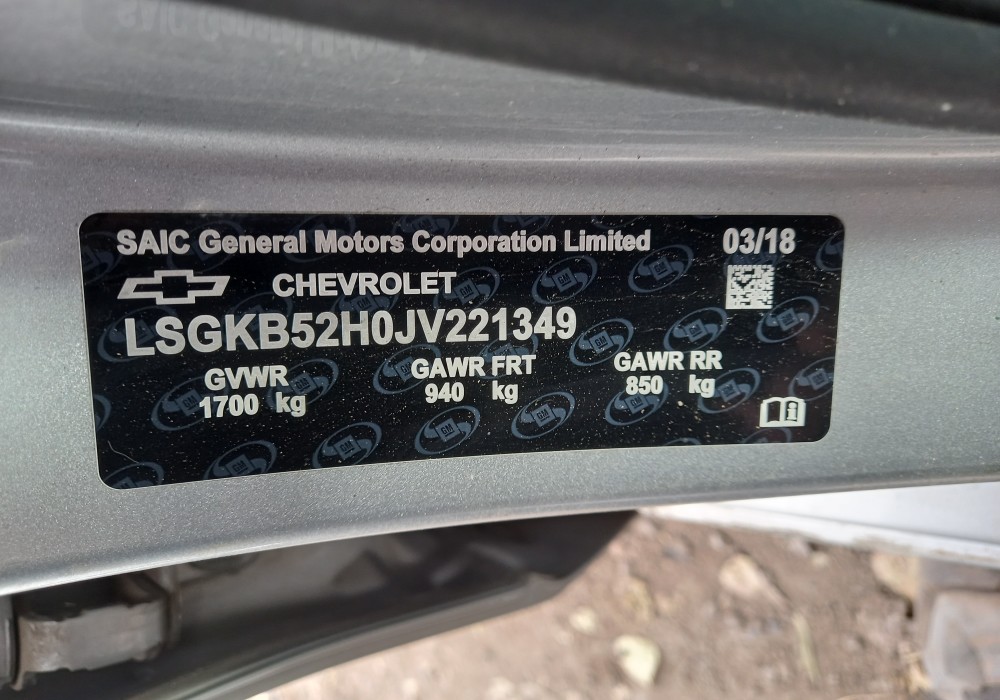 SAIC General Motors Corporation Limited 03/18
CHEVROLET
LSGKB52H0JV221349
GVWR GAWR FRT GAWR RR
1700 kg 940 kg 850 kg